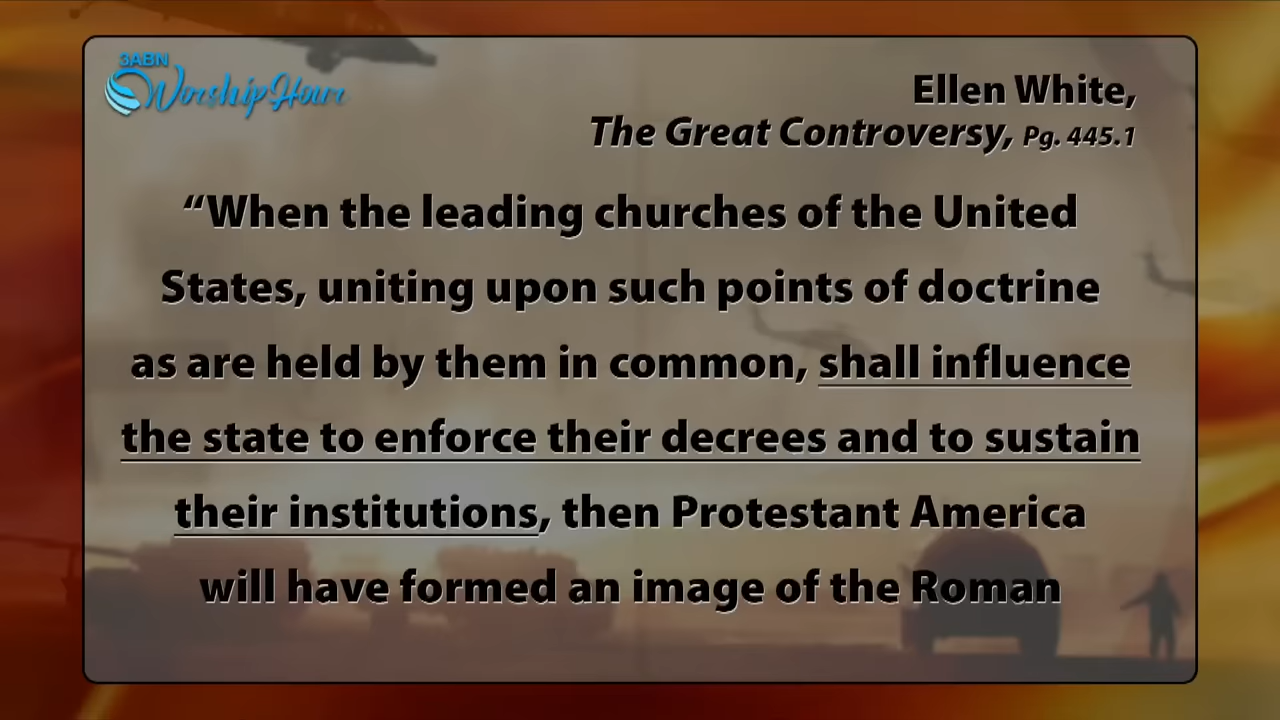 3ABN
Worship Hour
Ellen White,
The Great Controversy, Pg. 445.1
“When the leading churches of the United
States, uniting upon such points of doctrine
as are held by them in common, shall influence
the state to enforce their decrees and to sustain
their institutions, then Protestant America
will have formed an image of the Roman